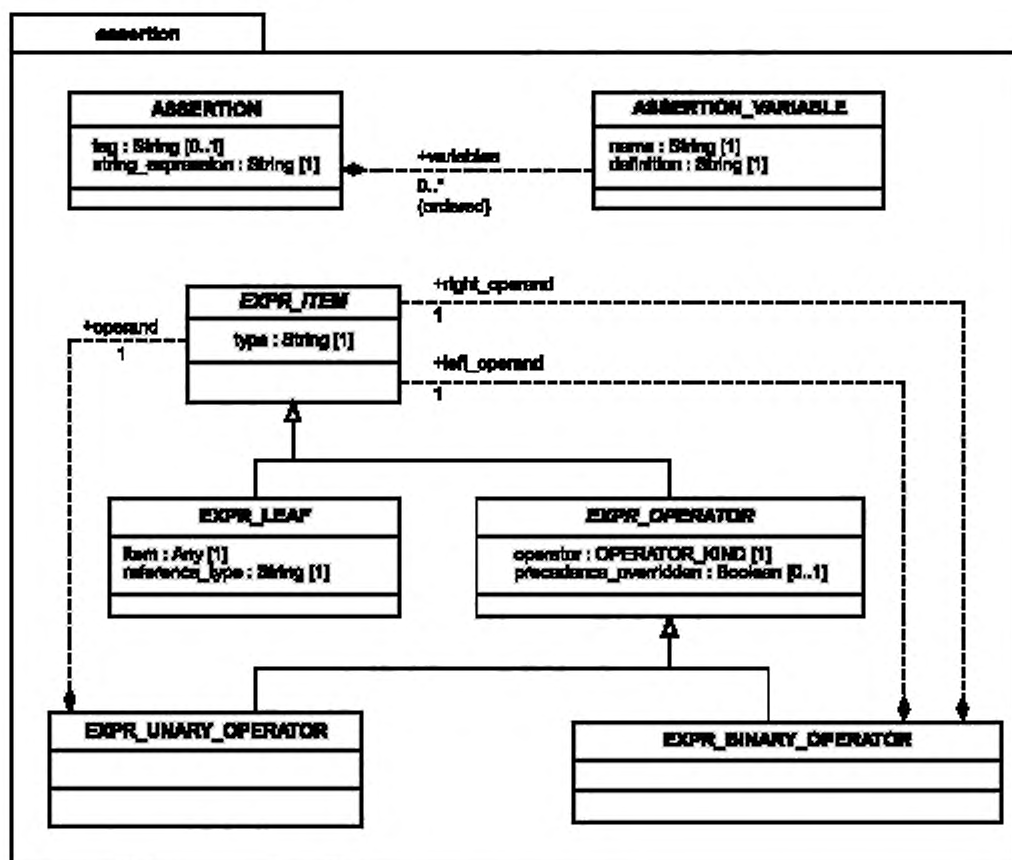 assertion
ASSERTION
tag : String [0..1]
string_expression : String [1]
+variables
0..*
{ordered}
ASSERTION_VARIABLE
name : String [1]
definition : String [1]
EXPR_ITEM
type : String [1]
+operand
1
+right_operand
1
+left_operand
1
EXPR_LEAF
item : Any [1]
reference_type : String [1]
EXPR_OPERATOR
operator : OPERATOR_KIND [1]
precedence_overridden : Boolean [0..1]
EXPR_UNARY_OPERATOR
EXPR_BINARY_OPERATOR